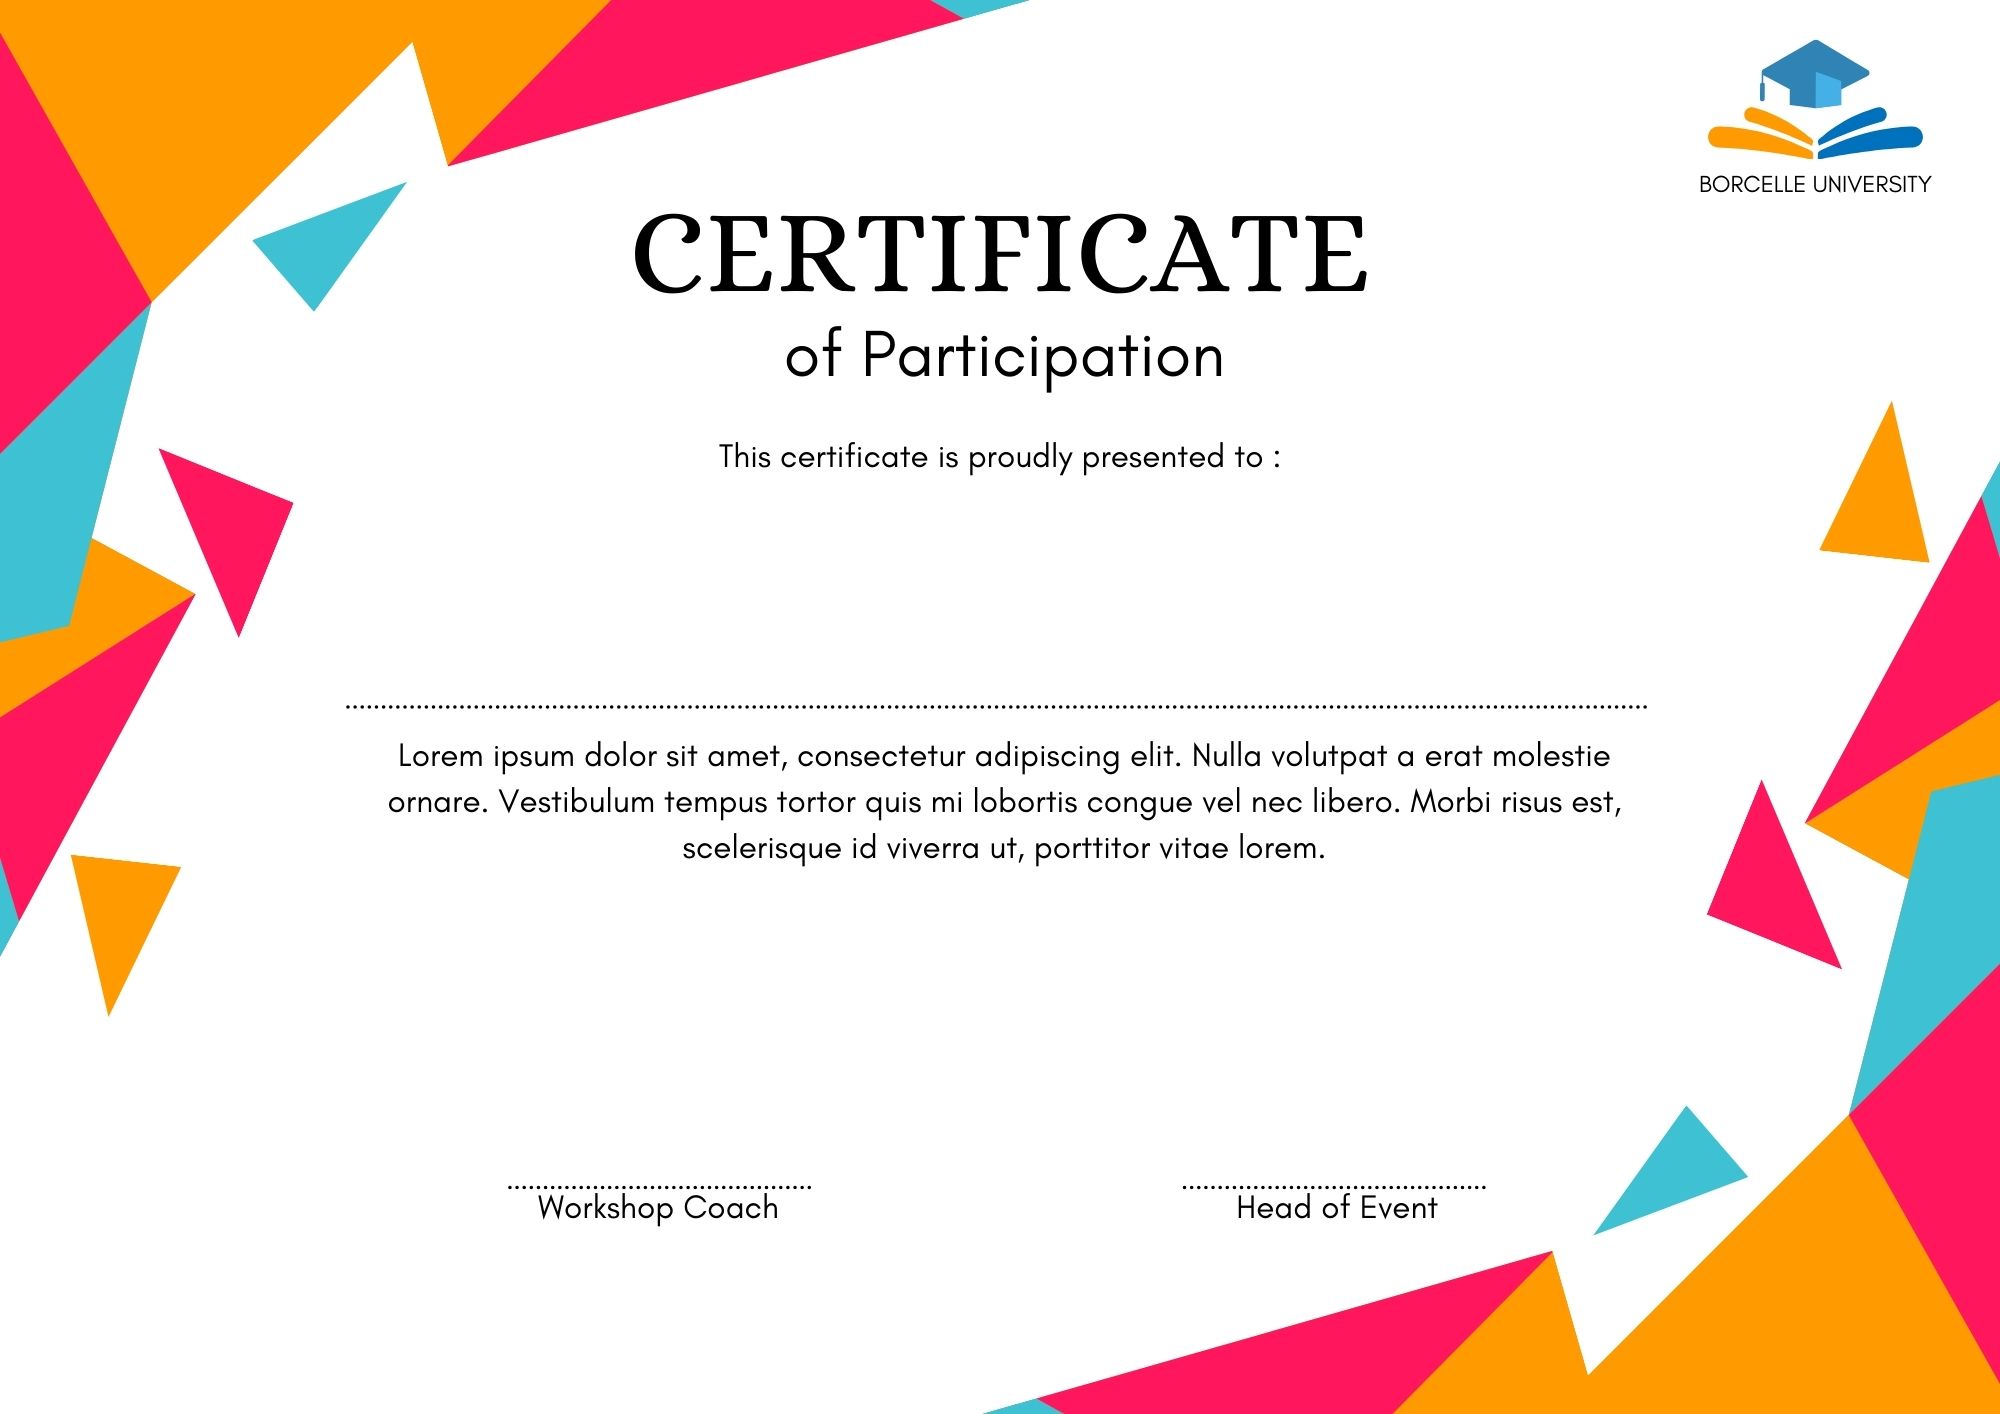 BORCELLE UNIVERSITY
CERTIFICATE
of Participation
This certificate is proudly presented to :
Lorem ipsum dolor sit amet, consectetur adipiscing elit. Nulla volutpat a erat molestie
ornare. Vestibulum tempus tortor quis mi lobortis congue vel nec libero. Morbi risus est,
scelerisque id viverra ut, porttitor vitae lorem.
Workshop Coach
Head of Event